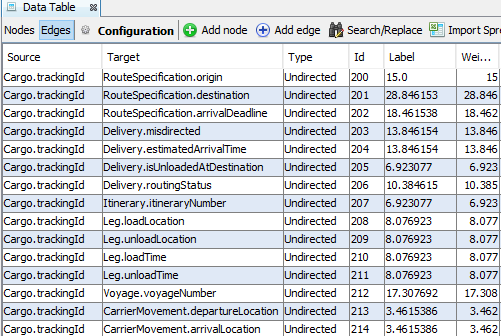 Data Table
Nodes Edges Configuration Add node Add edge Search/Replace Import Spre
Source Target Type Id Label Wei...
Cargo.trackingId RouteSpecification.origin Undirected 200 15.0 15
Cargo.trackingId RouteSpecification.destination Undirected 201 28.846153 28.846
Cargo.trackingId RouteSpecification.arrivalDeadline Undirected 202 18.461538 18.462
Cargo.trackingId Delivery.misdirected Undirected 203 13.846154 13.846
Cargo.trackingId Delivery.estimatedArrivalTime Undirected 204 13.846154 13.846
Cargo.trackingId Delivery.isUnloadedAtDestination Undirected 205 6.923077 6.923
Cargo.trackingId Delivery.routingStatus Undirected 206 10.384615 10.385
Cargo.trackingId Itinerary.itineraryNumber Undirected 207 6.923077 6.923
Cargo.trackingId Leg.loadLocation Undirected 208 8.076923 8.077
Cargo.trackingId Leg.unloadLocation Undirected 209 8.076923 8.077
Cargo.trackingId Leg.loadTime Undirected 210 8.076923 8.077
Cargo.trackingId Leg.unloadTime Undirected 211 8.076923 8.077
Cargo.trackingId Voyage.voyageNumber Undirected 212 17.307692 17.308
Cargo.trackingId CarrierMovement.departureLocation Undirected 213 3.4615386 3.462
Cargo.trackingId CarrierMovement.arrivalLocation Undirected 214 3.4615386 3.462